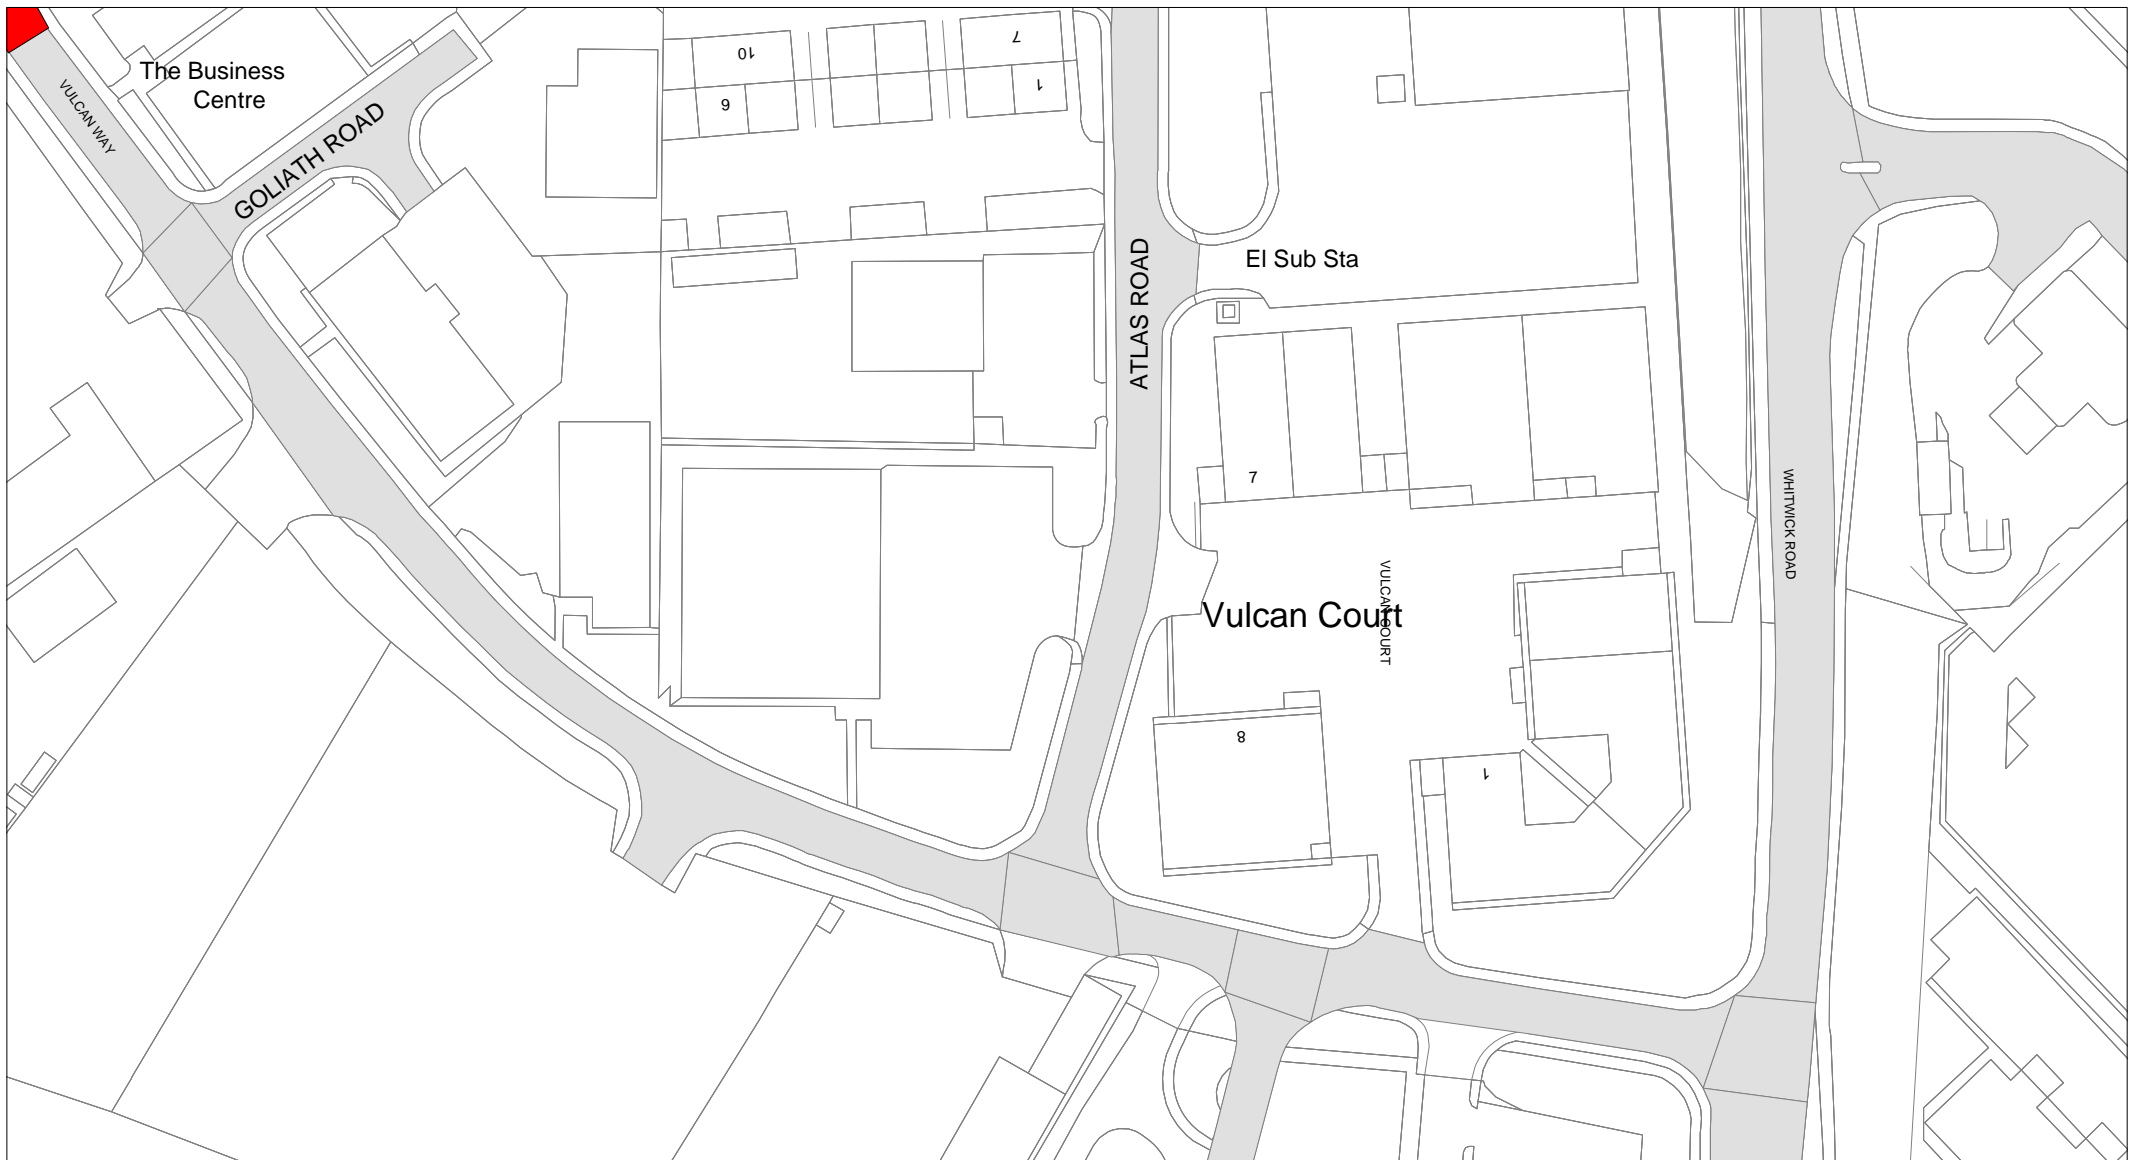 The Business
Centre
VULCAN WAY
GOLIATH ROAD
10
6
7
1
ATLAS ROAD
El Sub Sta
7
WHITWICK ROAD
Vulcan Court
VULCAN COURT
8
1